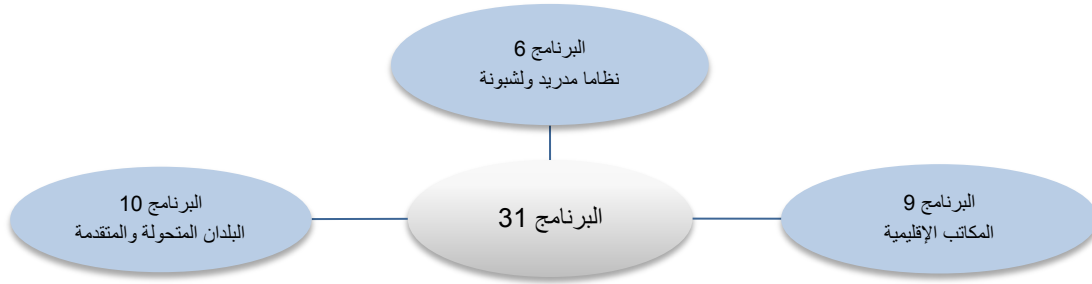 البرنامج 6
نظاما مدريد ولشبونة
البرنامج 9
المكاتب الإقليمية
البرنامج 31
البرنامج 10
البلدان المتحولة والمتقدمة